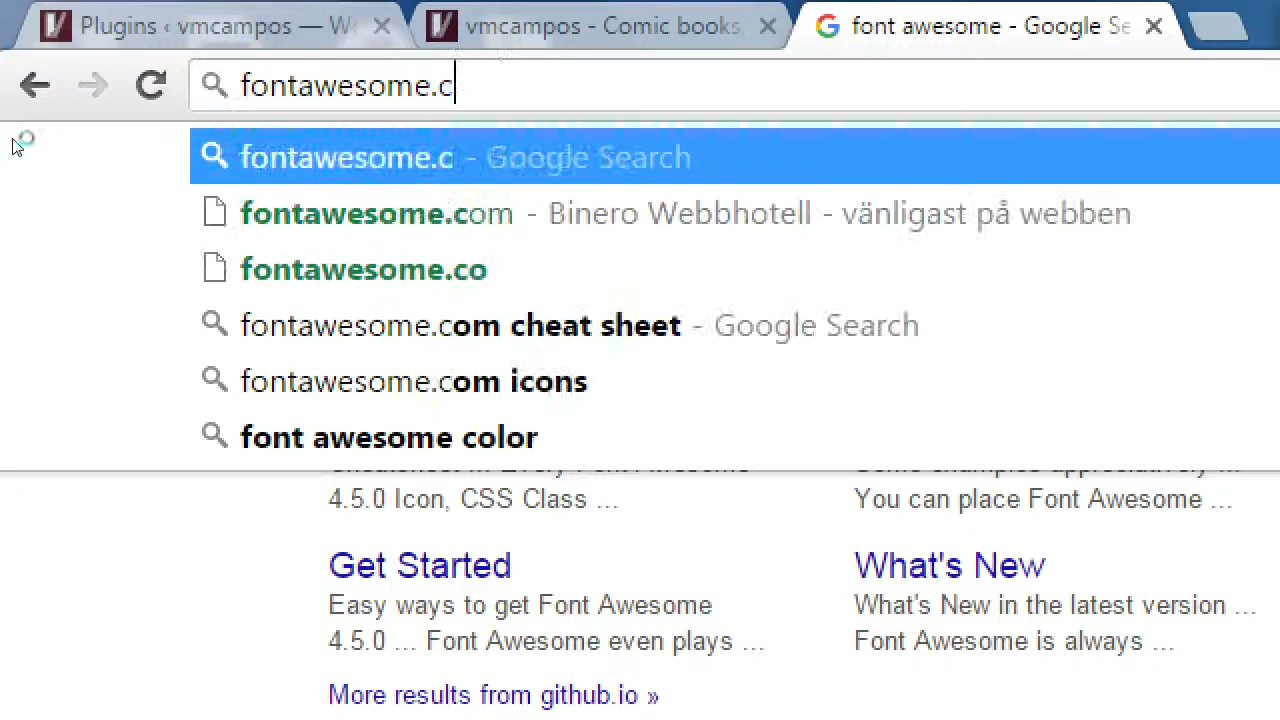 Plugins ‹ vmcampos — W
vmcampos - Comic books,
font awesome - Google Se
fontawesome.c
fontawesome.c - Google Search
fontawesome.com - Binero Webbhotell - vänligast på webben
fontawesome.co
fontawesome.com cheat sheet - Google Search
fontawesome.com icons
font awesome color
4.5.0 Icon, CSS Class ...
You can place Font Awesome ...
Get Started
Easy ways to get Font Awesome
4.5.0 ... Font Awesome even plays ...
What's New
What's New in the latest version ...
Font Awesome is always ...
More results from github.io »